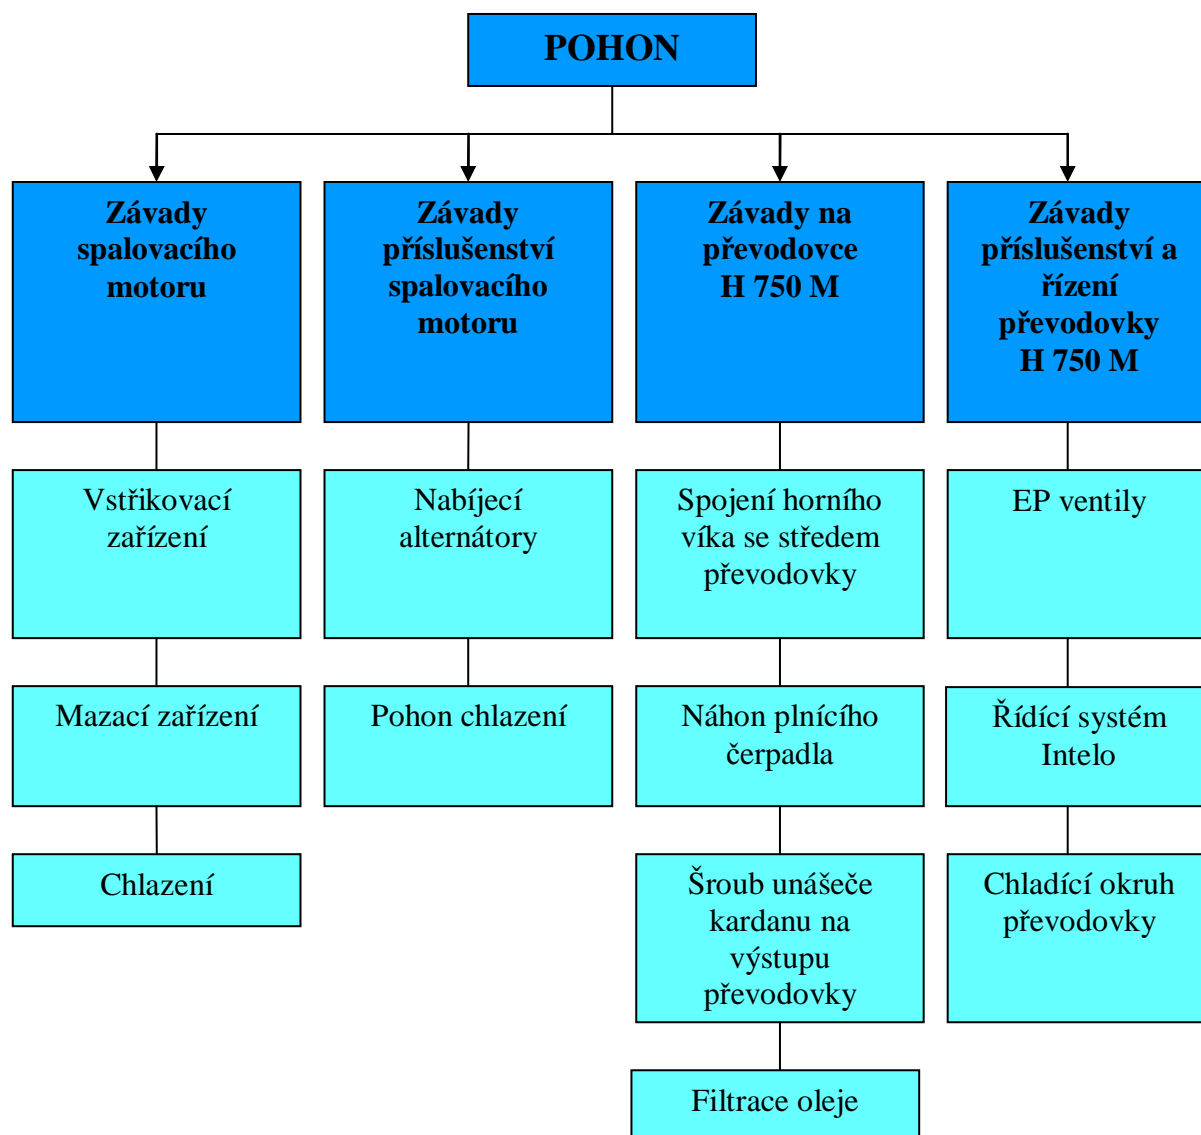 POHON
Závady
spalovacího
motoru
Závady
příslušenství
spalovacího
motoru
Závady na
převodovce
H 750 M
Závady
příslušenství a
řízení
převodovky
H 750 M
Vstřikovací
zařízení
Nabíjecí
alternátory
Spojení horního
víka se středem
převodovky
EP ventily
Mazací zařízení
Pohon chlazení
Náhon plnícího
čerpadla
Řídící systém
Intelo
Chlazení
Šroub unášeče
kardanu na
výstupu
převodovky
Chladící okruh
převodovky
Filtrace oleje